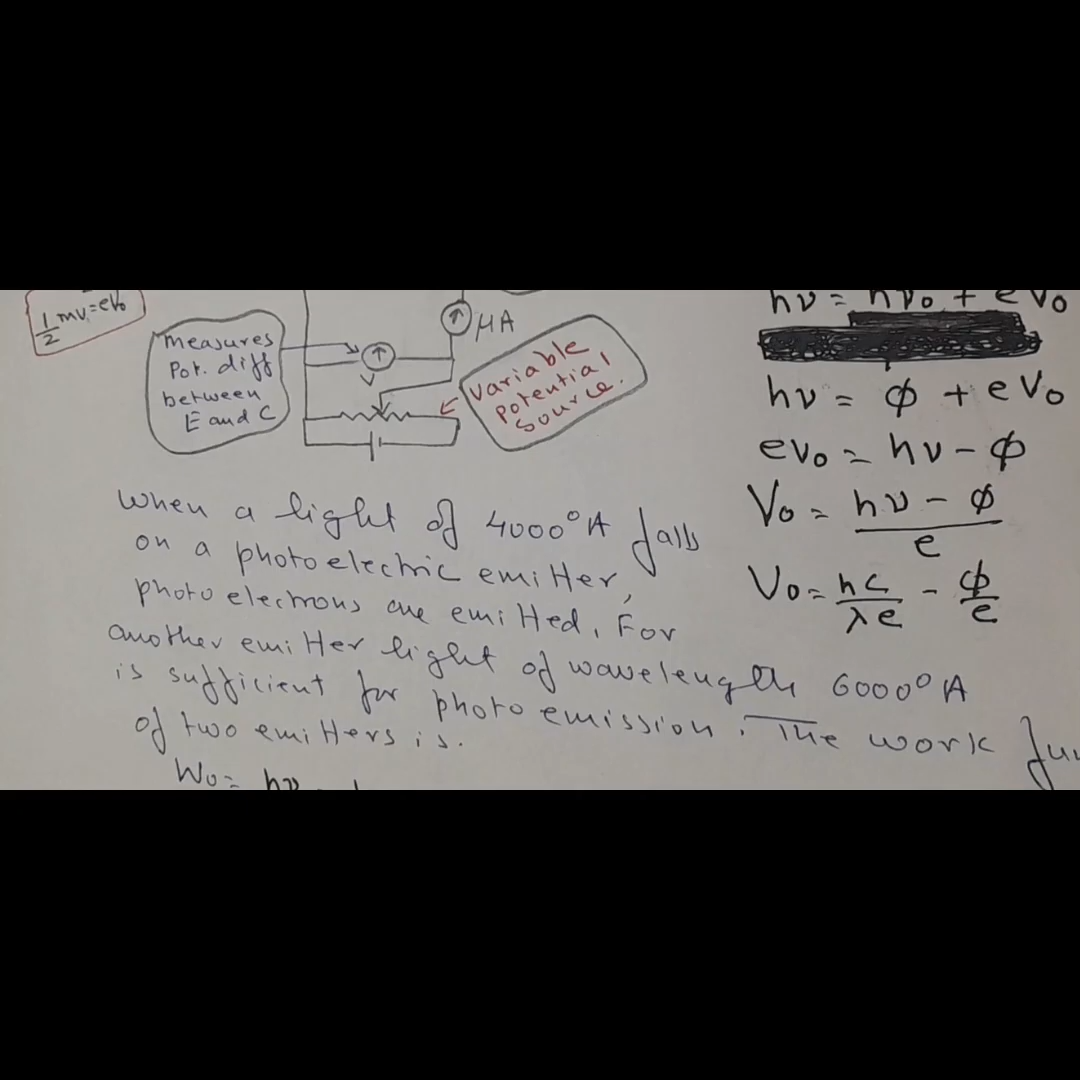 ½ mv=eV₀
μA
measures
Pot. diff
between
E and C
V
Variable
Potential
Source.
hν = hν₀ + eV₀
hν = φ + eV₀
eV₀ = hν - φ
V₀ = hν - φ / e
V₀ = hc/λe - φ/e
When a light of 4000°A falls
on a photoelectric emitter,
photo electrons are emitted. For
another emitter light of wavelength 6000°A
is sufficient for photo emission. The work
of two emitters is.
W₀ = hν